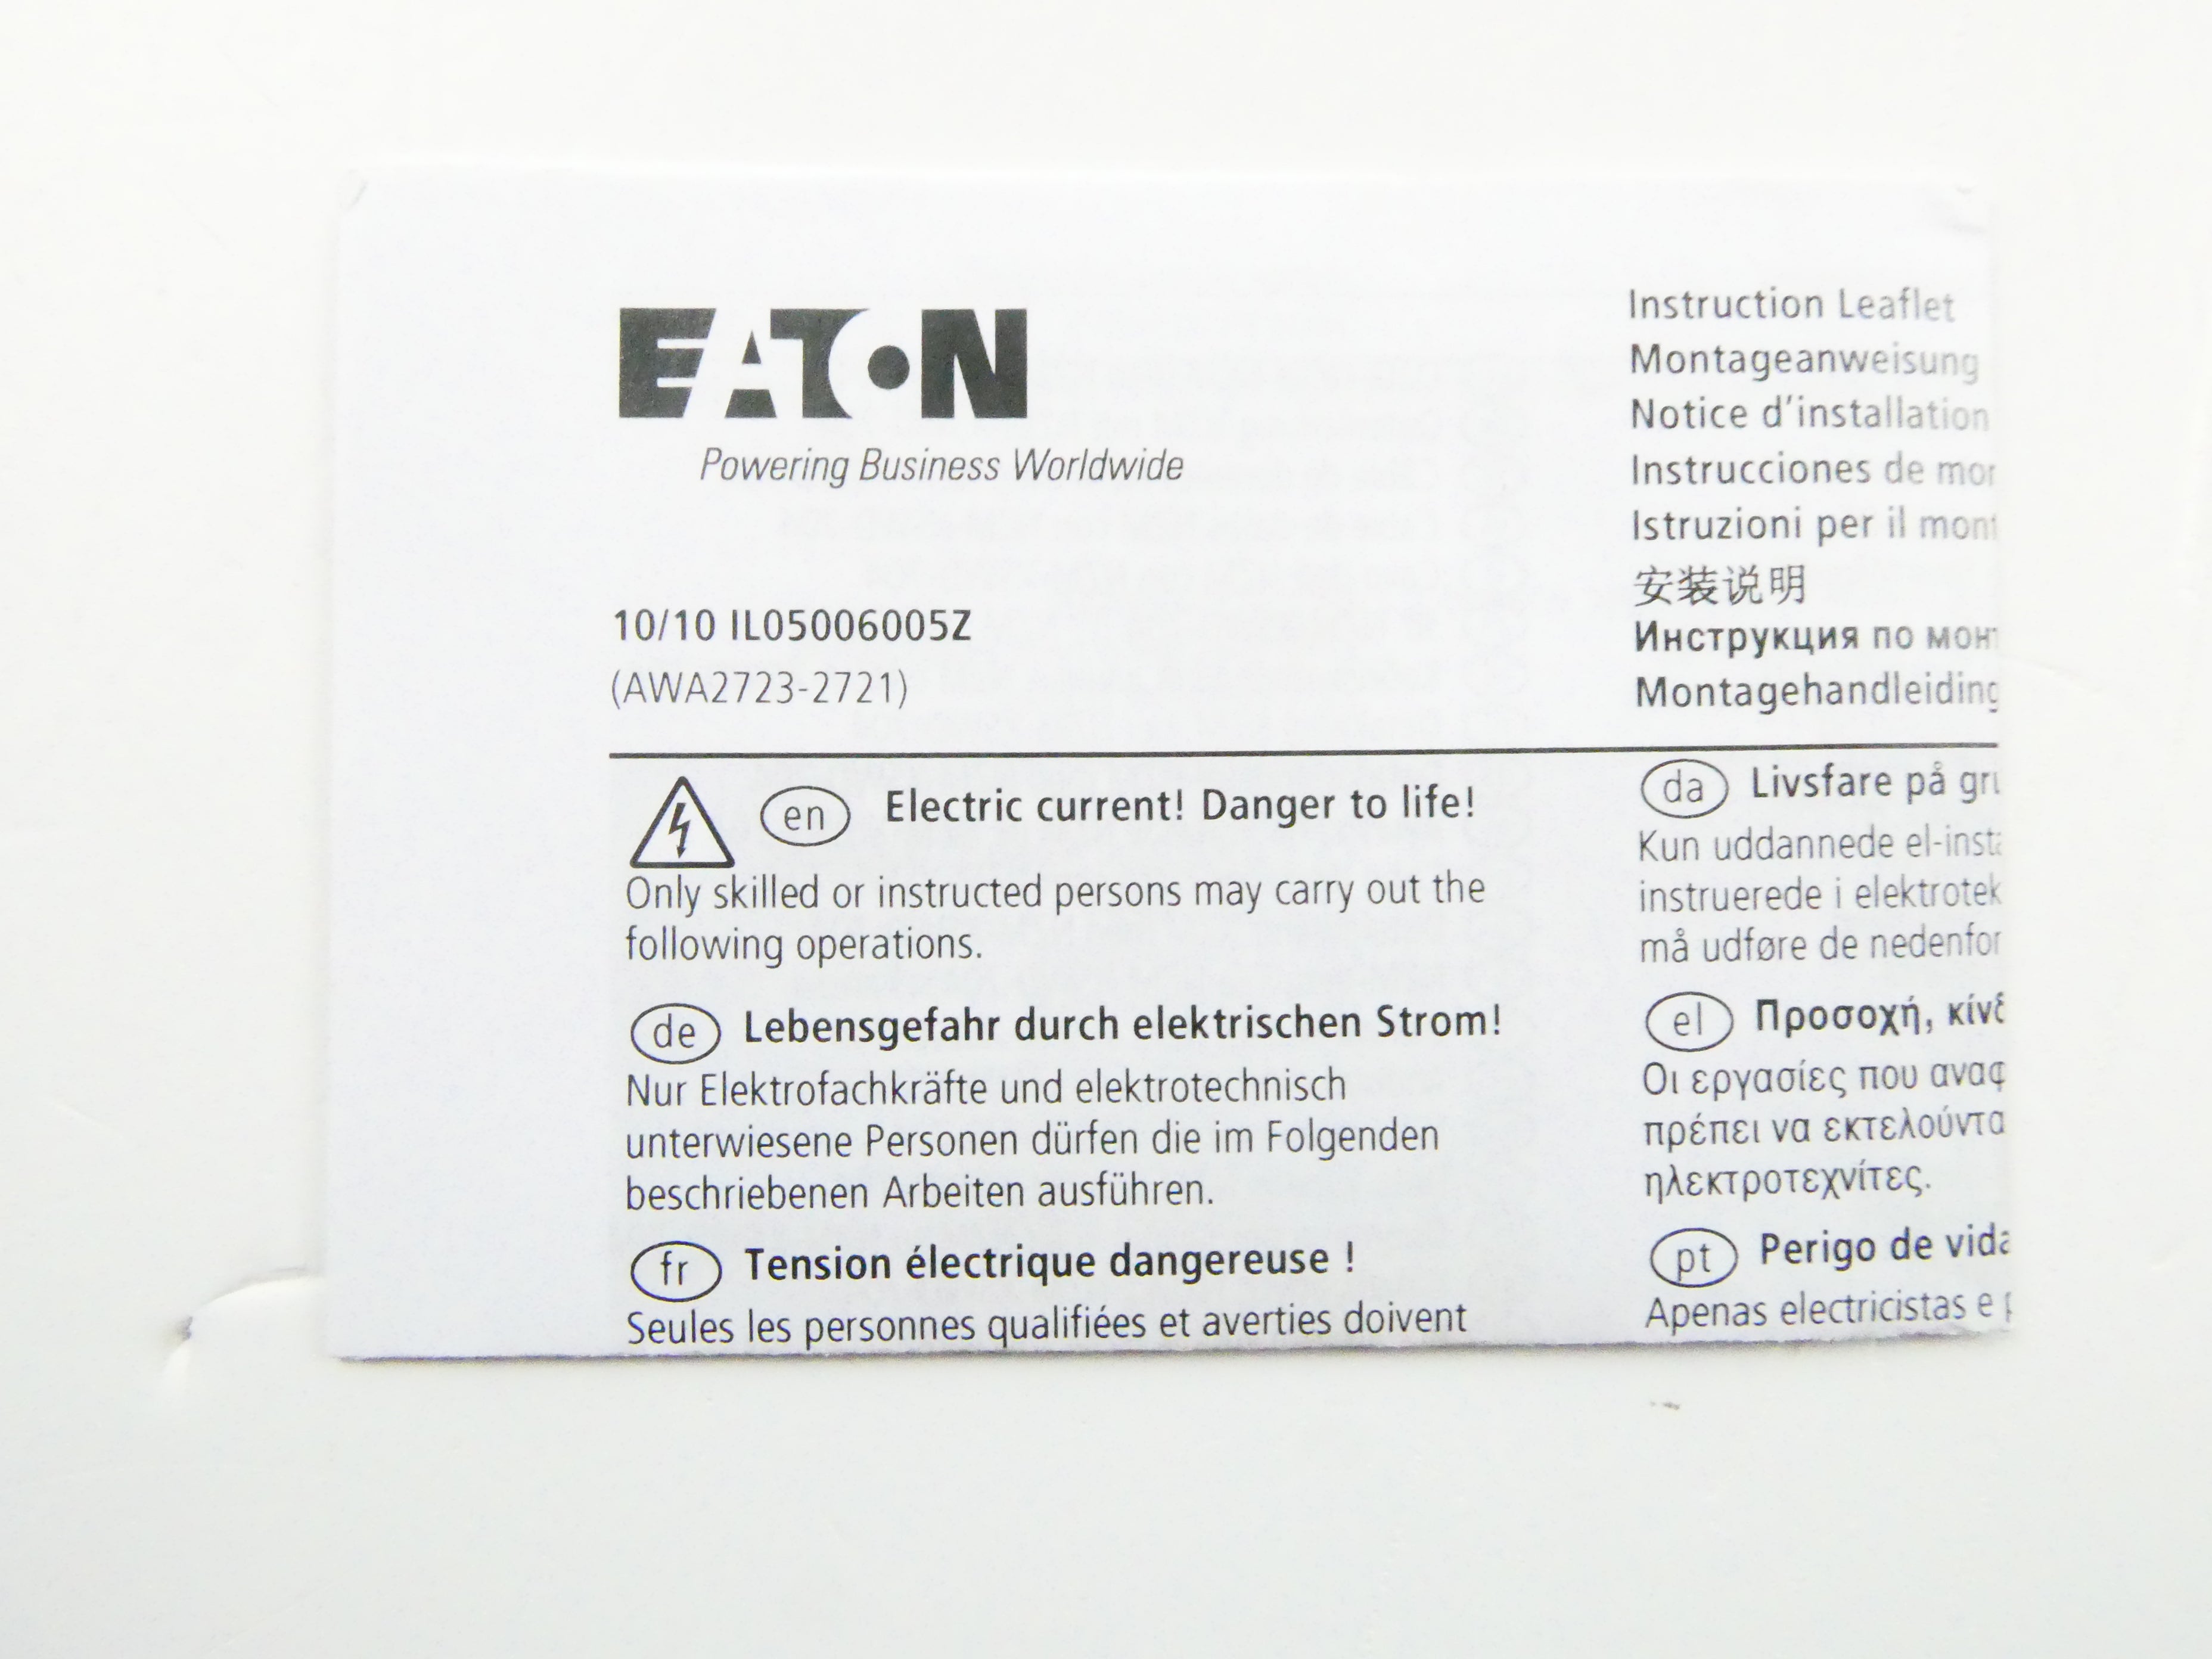 EATON
Powering Business Worldwide
10/10 IL05006005Z
(AWA2723-2721)
Instruction Leaflet
Montageanweisung
Notice d'installation
Instrucciones de
Istruzioni per il
安装说明
Инструкция по
Montagehandleiding
en Electric current! Danger to life!
Only skilled or instructed persons may carry out the
following operations.
de Lebensgefahr durch elektrischen Strom!
Nur Elektrofachkräfte und elektrotechnisch
unterwiesene Personen dürfen die im Folgenden
beschriebenen Arbeiten ausführen.
fr Tension électrique dangereuse !
Seules les personnes qualifiées et averties doivent
da Livsfare på
Kun uddannede
instruerede i
må udføre de
el Προσοχή,
Οι εργασίες που
πρέπει να
ηλεκτροτεχνίτες.
pt Perigo de
Apenas electricistas e